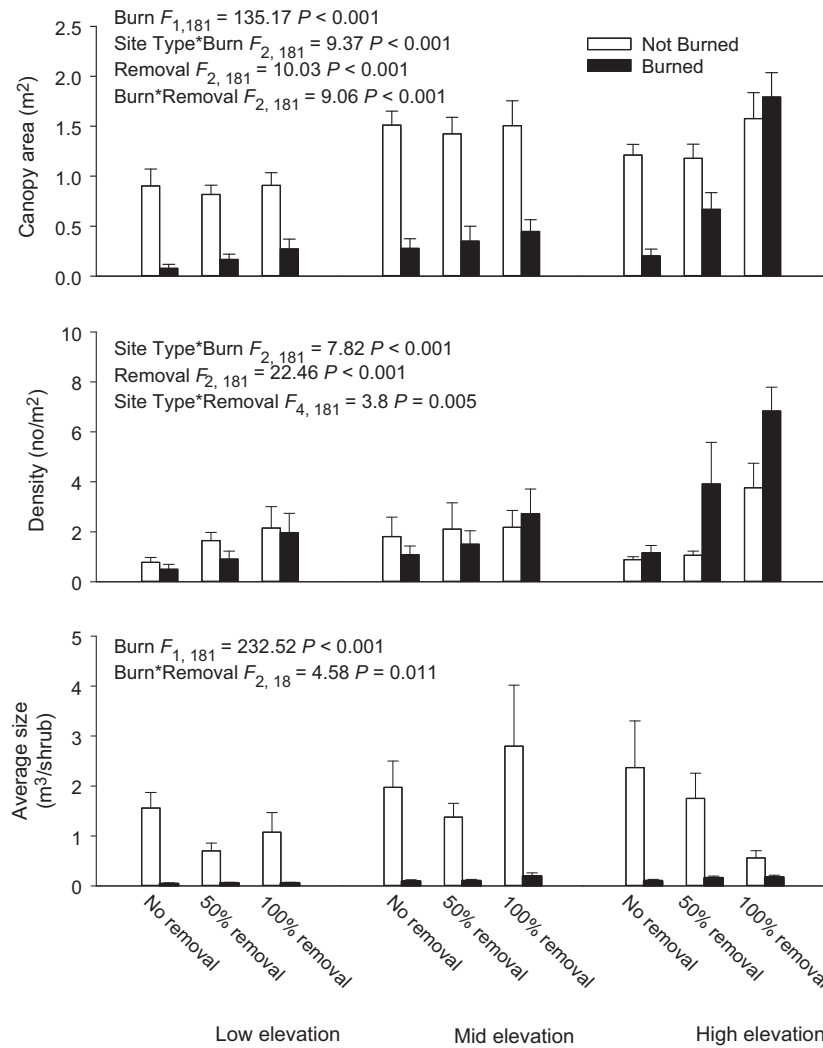 Burn F1,181 = 135.17 P < 0.001
Site Type*Burn F2, 181 = 9.37 P < 0.001
Removal F2, 181 = 10.03 P < 0.001
Burn*Removal F2, 181 = 9.06 P < 0.001
Not Burned
Burned
Canopy area (m2)
2.5
2.0
1.5
1.0
0.5
0.0
Site Type*Burn F2, 181 = 7.82 P < 0.001
Removal F2, 181 = 22.46 P < 0.001
Site Type*Removal F4, 181 = 3.8 P = 0.005
Density (no/m2)
10
8
6
4
2
0
Burn F1, 181 = 232.52 P < 0.001
Burn*Removal F2, 18 = 4.58 P = 0.011
Average size
(m3/shrub)
5
4
3
2
1
0
No removal
50% removal
100% removal
No removal
50% removal
100% removal
No removal
50% removal
100% removal
Low elevation
Mid elevation
High elevation